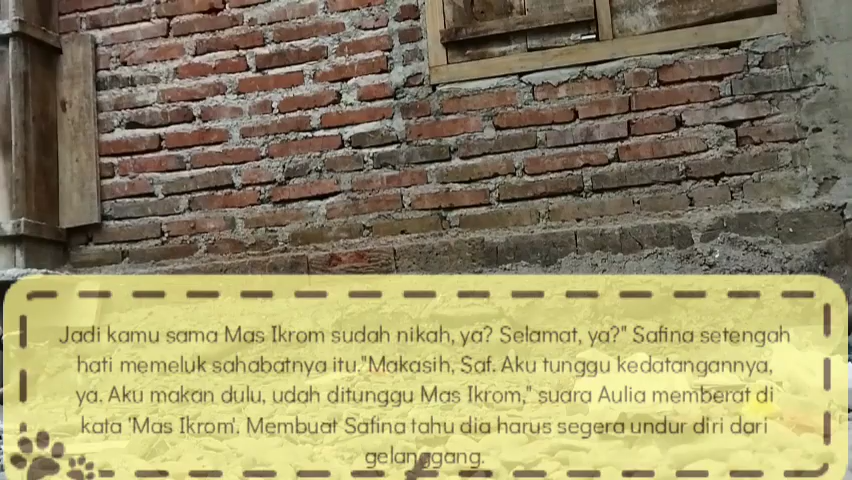 Jadi kamu sama Mas Ikrom sudah nikah, ya? Selamat, ya?" Safina setengah
hati memeluk sahabatnya itu."Makasih, Saf. Aku tunggu kedatangannya,
ya. Aku makan dulu, udah ditunggu Mas Ikrom," suara Aulia memberat di
kata 'Mas Ikrom'. Membuat Safina tahu dia harus segera undur diri dari
gelanggang.